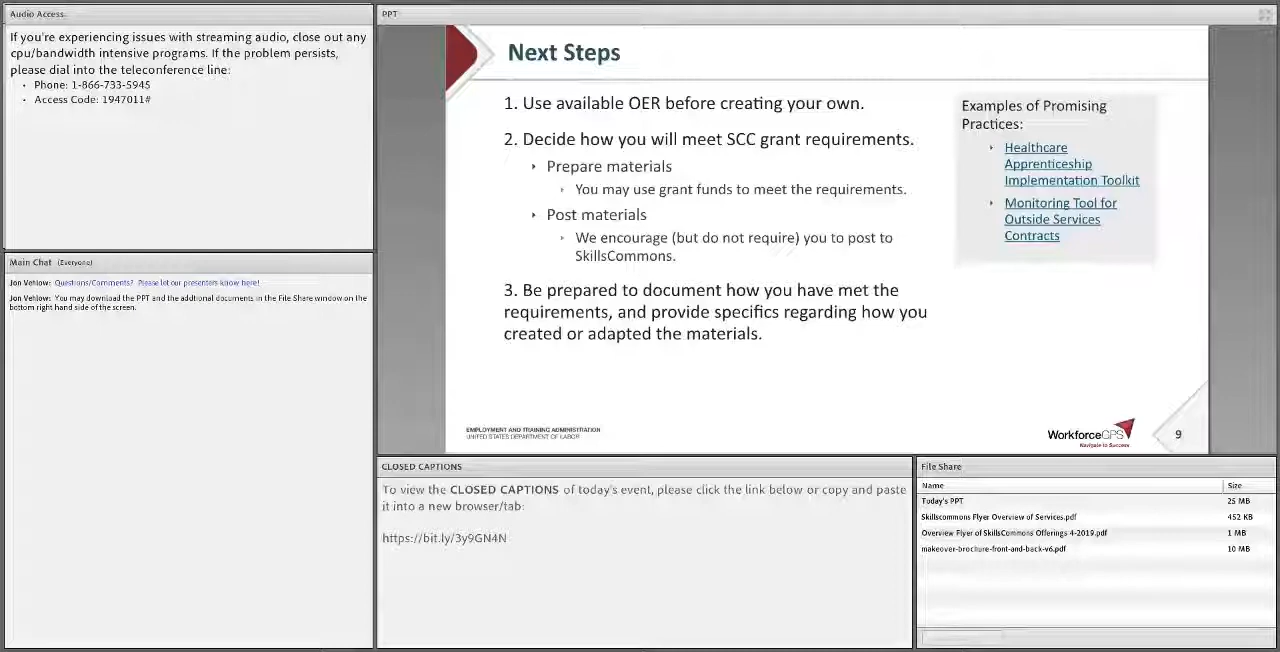 Audio Access
If you're experiencing issues with streaming audio, close out any
cpu/bandwidth intensive programs. If the problem persists,
please dial into the teleconference line:
• Phone: 1-866-733-5945
• Access Code: 1947011#
Main Chat (Everyone)
Jon Vehlow: Questions/Comments? Please let our presenters know here!
Jon Vehlow: You may download the PPT and the addtional documents in the File Share window on the
bottom right hand side of the screen.
PPT
Next Steps
1. Use available OER before creating your own.
2. Decide how you will meet SCC grant requirements.
‣ Prepare materials
‣ You may use grant funds to meet the requirements.
‣ Post materials
‣ We encourage (but do not require) you to post to
SkillsCommons.
3. Be prepared to document how you have met the
requirements, and provide specifics regarding how you
created or adapted the materials.
Examples of Promising
Practices:
‣ Healthcare
Apprenticeship
Implementation Toolkit
‣ Monitoring Tool for
Outside Services
Contracts
EMPLOYMENT AND TRAINING ADMINISTRATION
UNITED STATES DEPARTMENT OF LABOR
WorkforceGPS
Navigate to Success
9
CLOSED CAPTIONS
To view the CLOSED CAPTIONS of today's event, please click the link below or copy and paste
it into a new browser/tab:
https://bit.ly/3y9GN4N
File Share
Name Size
Today's PPT 25 MB
Skillscommons Flyer Overview of Services.pdf 452 KB
Overview Flyer of SkillsCommons Offerings 4-2019.pdf 1 MB
makeover-brochure-front-and-back-v6.pdf 10 MB